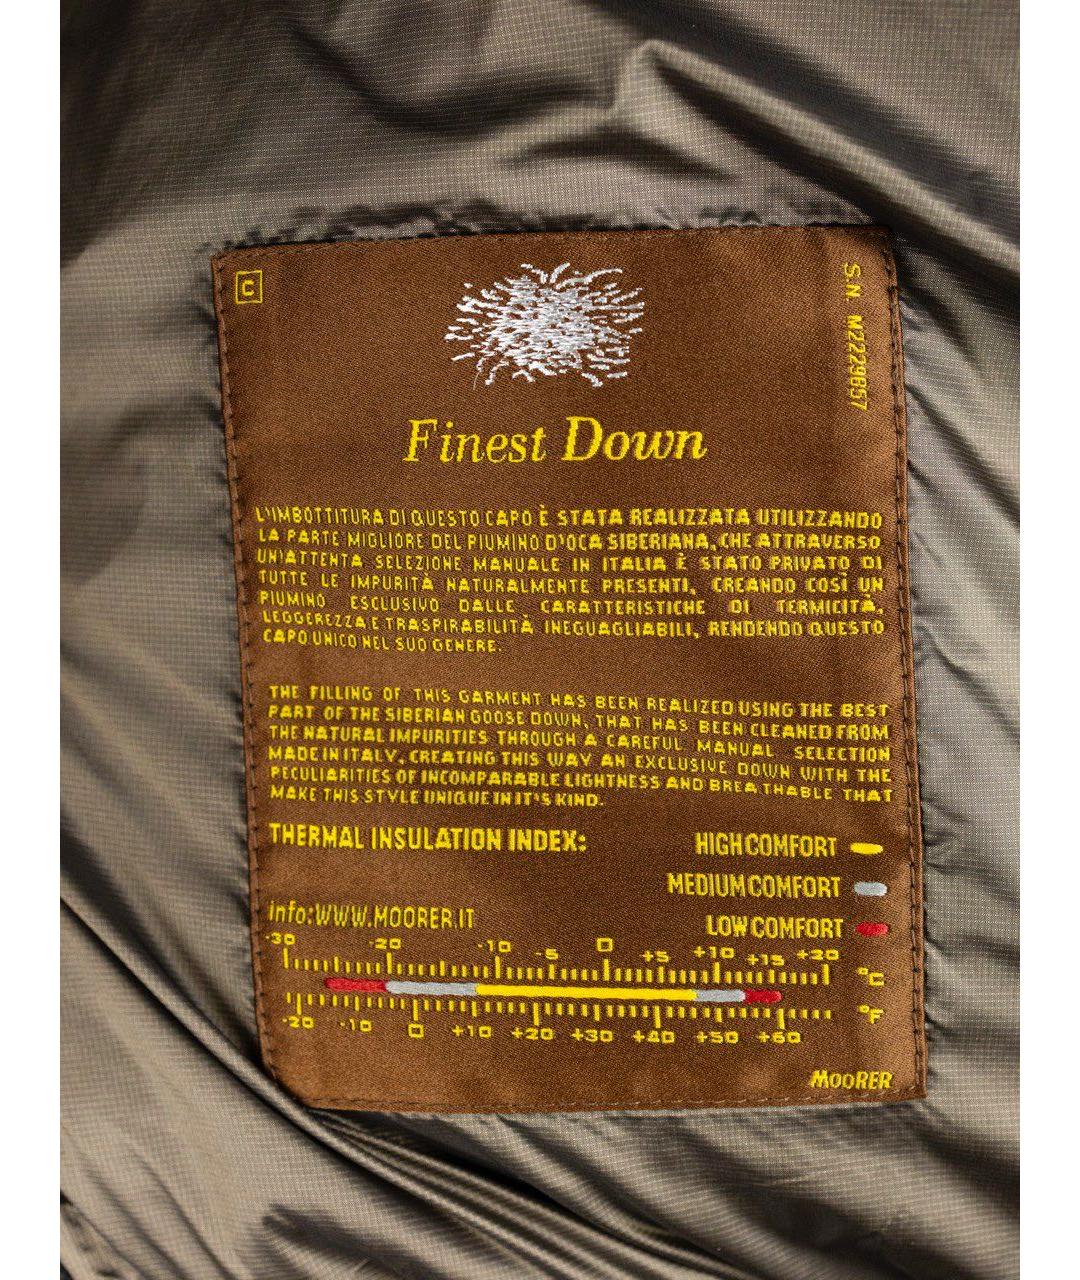 C
S.N. M2229857
Finest Down
L'IMBOTTITURA DI QUESTO CAPO È STATA REALIZZATA UTILIZZANDO
LA PARTE MIGLIORE DEL PIUMINO D'OCA SIBERIANA, CHE ATTRAVERSO
UN'ATTENTA SELEZIONE MANUALE IN ITALIA È STATO PRIVATO DI
TUTTE LE IMPURITÀ NATURALMENTE PRESENTI, CREANDO COSÌ UN
PIUMINO ESCLUSIVO DALLE CARATTERISTICHE DI TERMICITÀ,
LEGGEREZZA E TRASPIRABILITÀ INEGUAGLIABILI, RENDENDO QUESTO
CAPO UNICO NEL SUO GENERE.
THE FILLING OF THIS GARMENT HAS BEEN REALIZED USING THE BEST
PART OF THE SIBERIAN GOOSE DOWN, THAT HAS BEEN CLEANED FROM
THE NATURAL IMPURITIES THROUGH A CAREFUL MANUAL SELECTION
MADE IN ITALY, CREATING THIS WAY AN EXCLUSIVE DOWN WITH THE
PECULIARITIES OF INCOMPARABLE LIGHTNESS AND BREATHABLE THAT
MAKE THIS STYLE UNIQUE IN IT'S KIND.
THERMAL INSULATION INDEX: HIGH COMFORT
MEDIUM COMFORT
info:WWW.MOORER.IT LOW COMFORT
-30 -20 -10 -5 0 +5 +10 +15 +20 °C
-20 -10 0 +10 +20 +30 +40 +50 +60 °F
MOORER